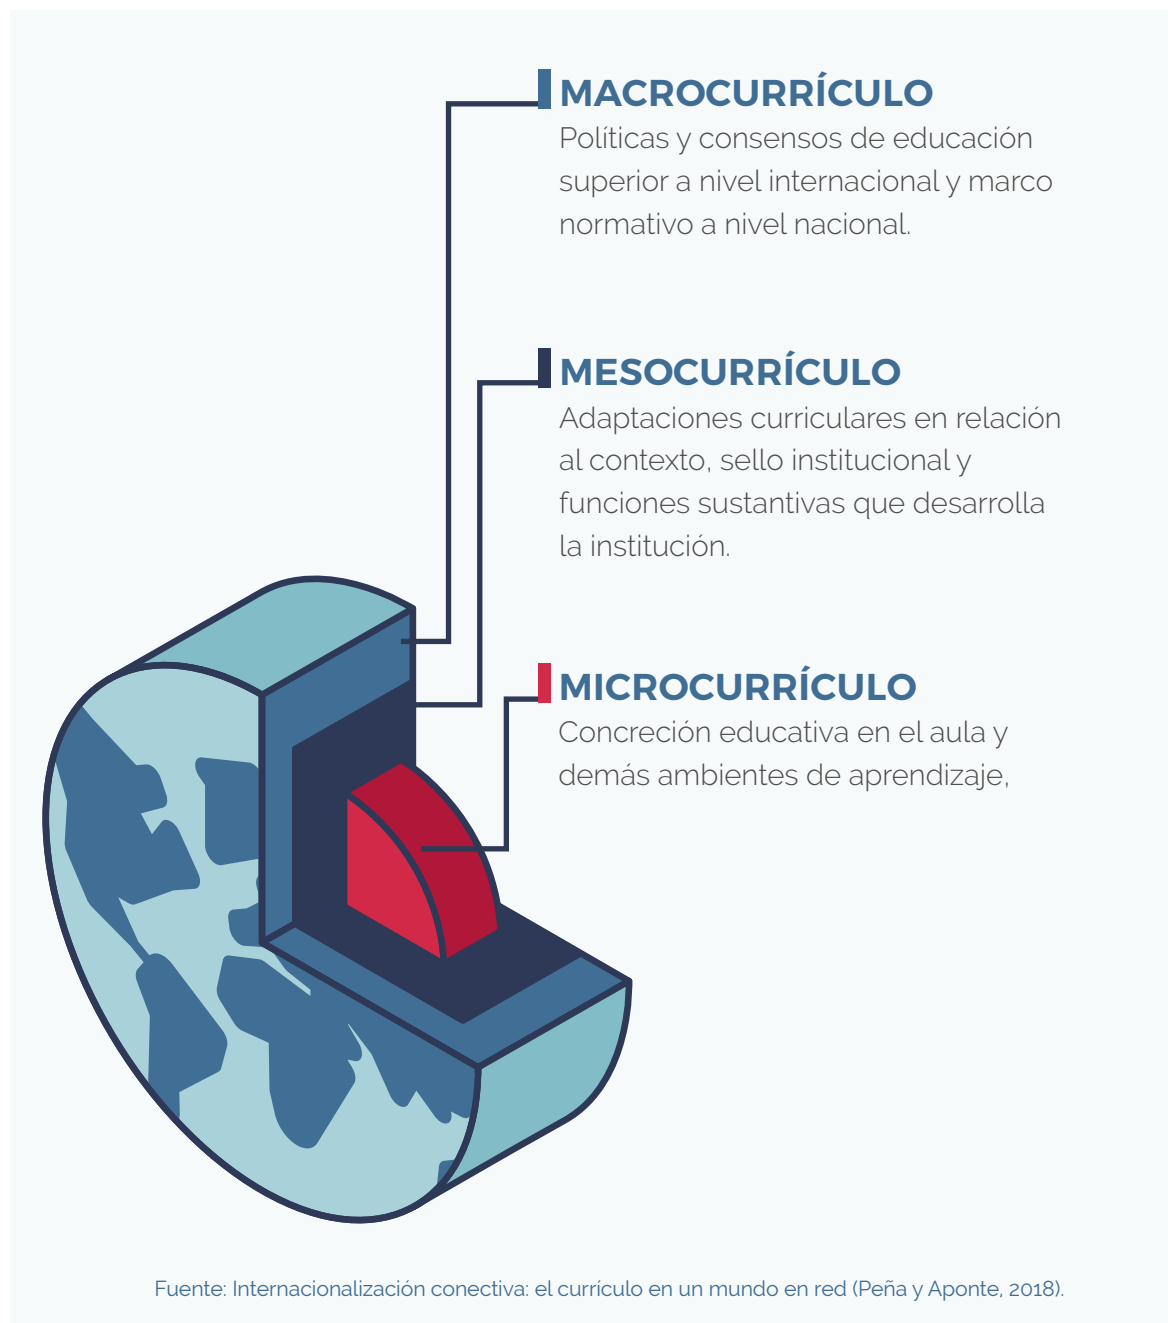 MACROCURRÍCULO
Políticas y consensos de educación
superior a nivel internacional y marco
normativo a nivel nacional.
MESOCURRÍCULO
Adaptaciones curriculares en relación
al contexto, sello institucional y
funciones sustantivas que desarrolla
la institución.
MICROCURRÍCULO
Concreción educativa en el aula y
demás ambientes de aprendizaje,
Fuente: Internacionalización conectiva: el currículo en un mundo en red (Peña y Aponte, 2018).